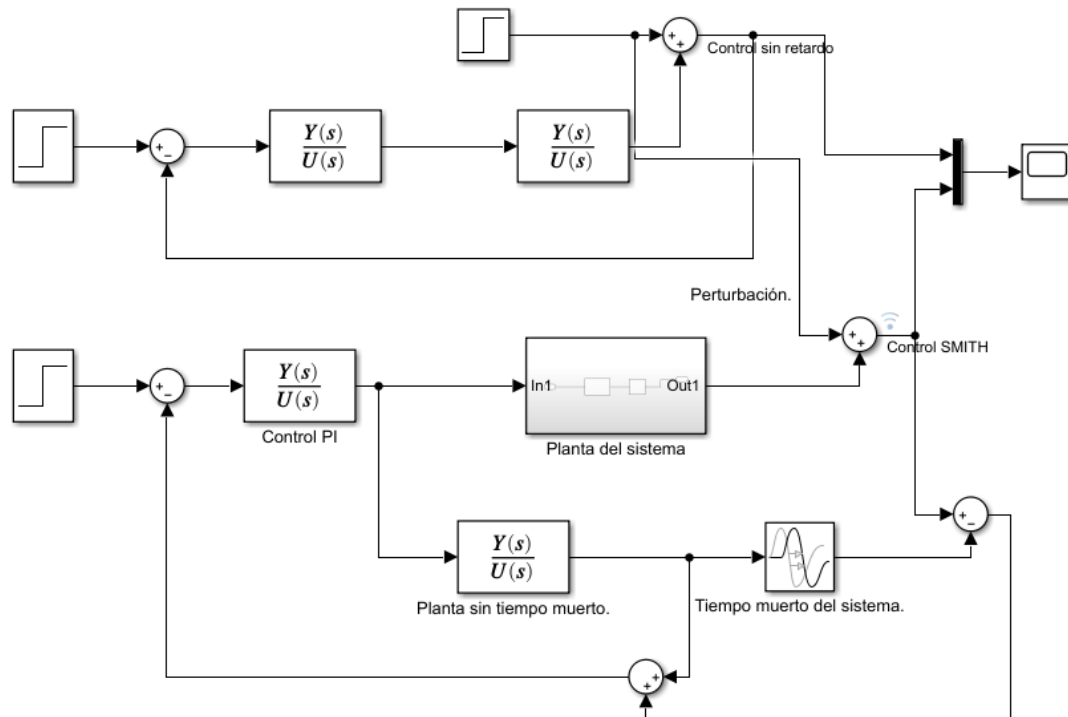 +
+
Control sin retardo
+
−
Y(s)
U(s)
Y(s)
U(s)
Perturbación.
+
+
Control SMITH
+
−
Y(s)
U(s)
Control PI
In1
Out1
Planta del sistema
+
−
Y(s)
U(s)
Planta sin tiempo muerto.
Tiempo muerto del sistema.
+
+